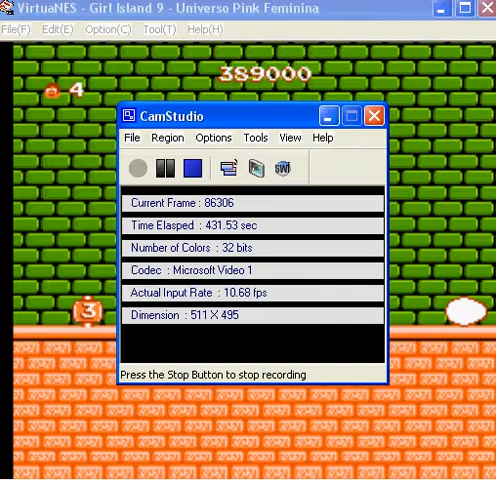 VirtuaNES - Girl Island 9 - Universo Pink Feminina
File(F) Edit(E) Option(C) Tool(T) Help(H)
389000
4
CamStudio
File Region Options Tools View Help
SWF
Current Frame : 86306
Time Elasped : 431.53 sec
Number of Colors : 32 bits
Codec : Microsoft Video 1
Actual Input Rate : 10.68 fps
Dimension : 511 X 495
3
Press the Stop Button to stop recording